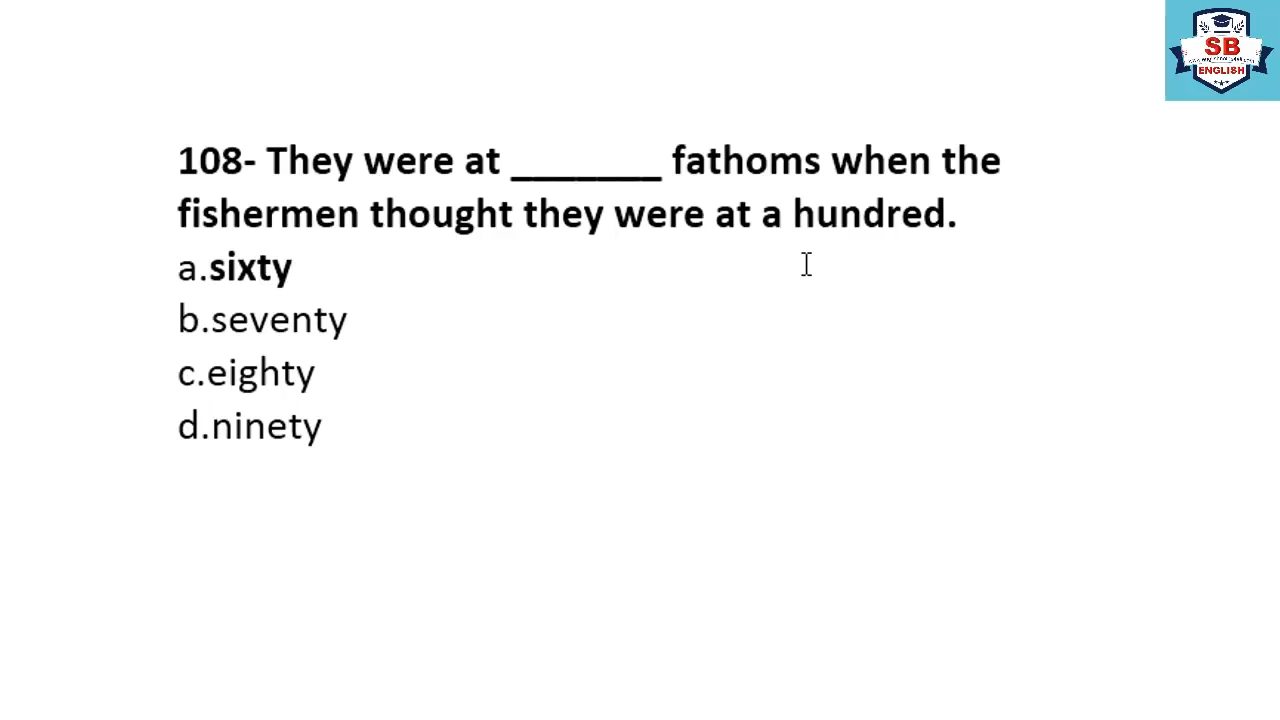 SB
ENGLISH
108- They were at _______ fathoms when the
fishermen thought they were at a hundred.
a.sixty
b.seventy
c.eighty
d.ninety